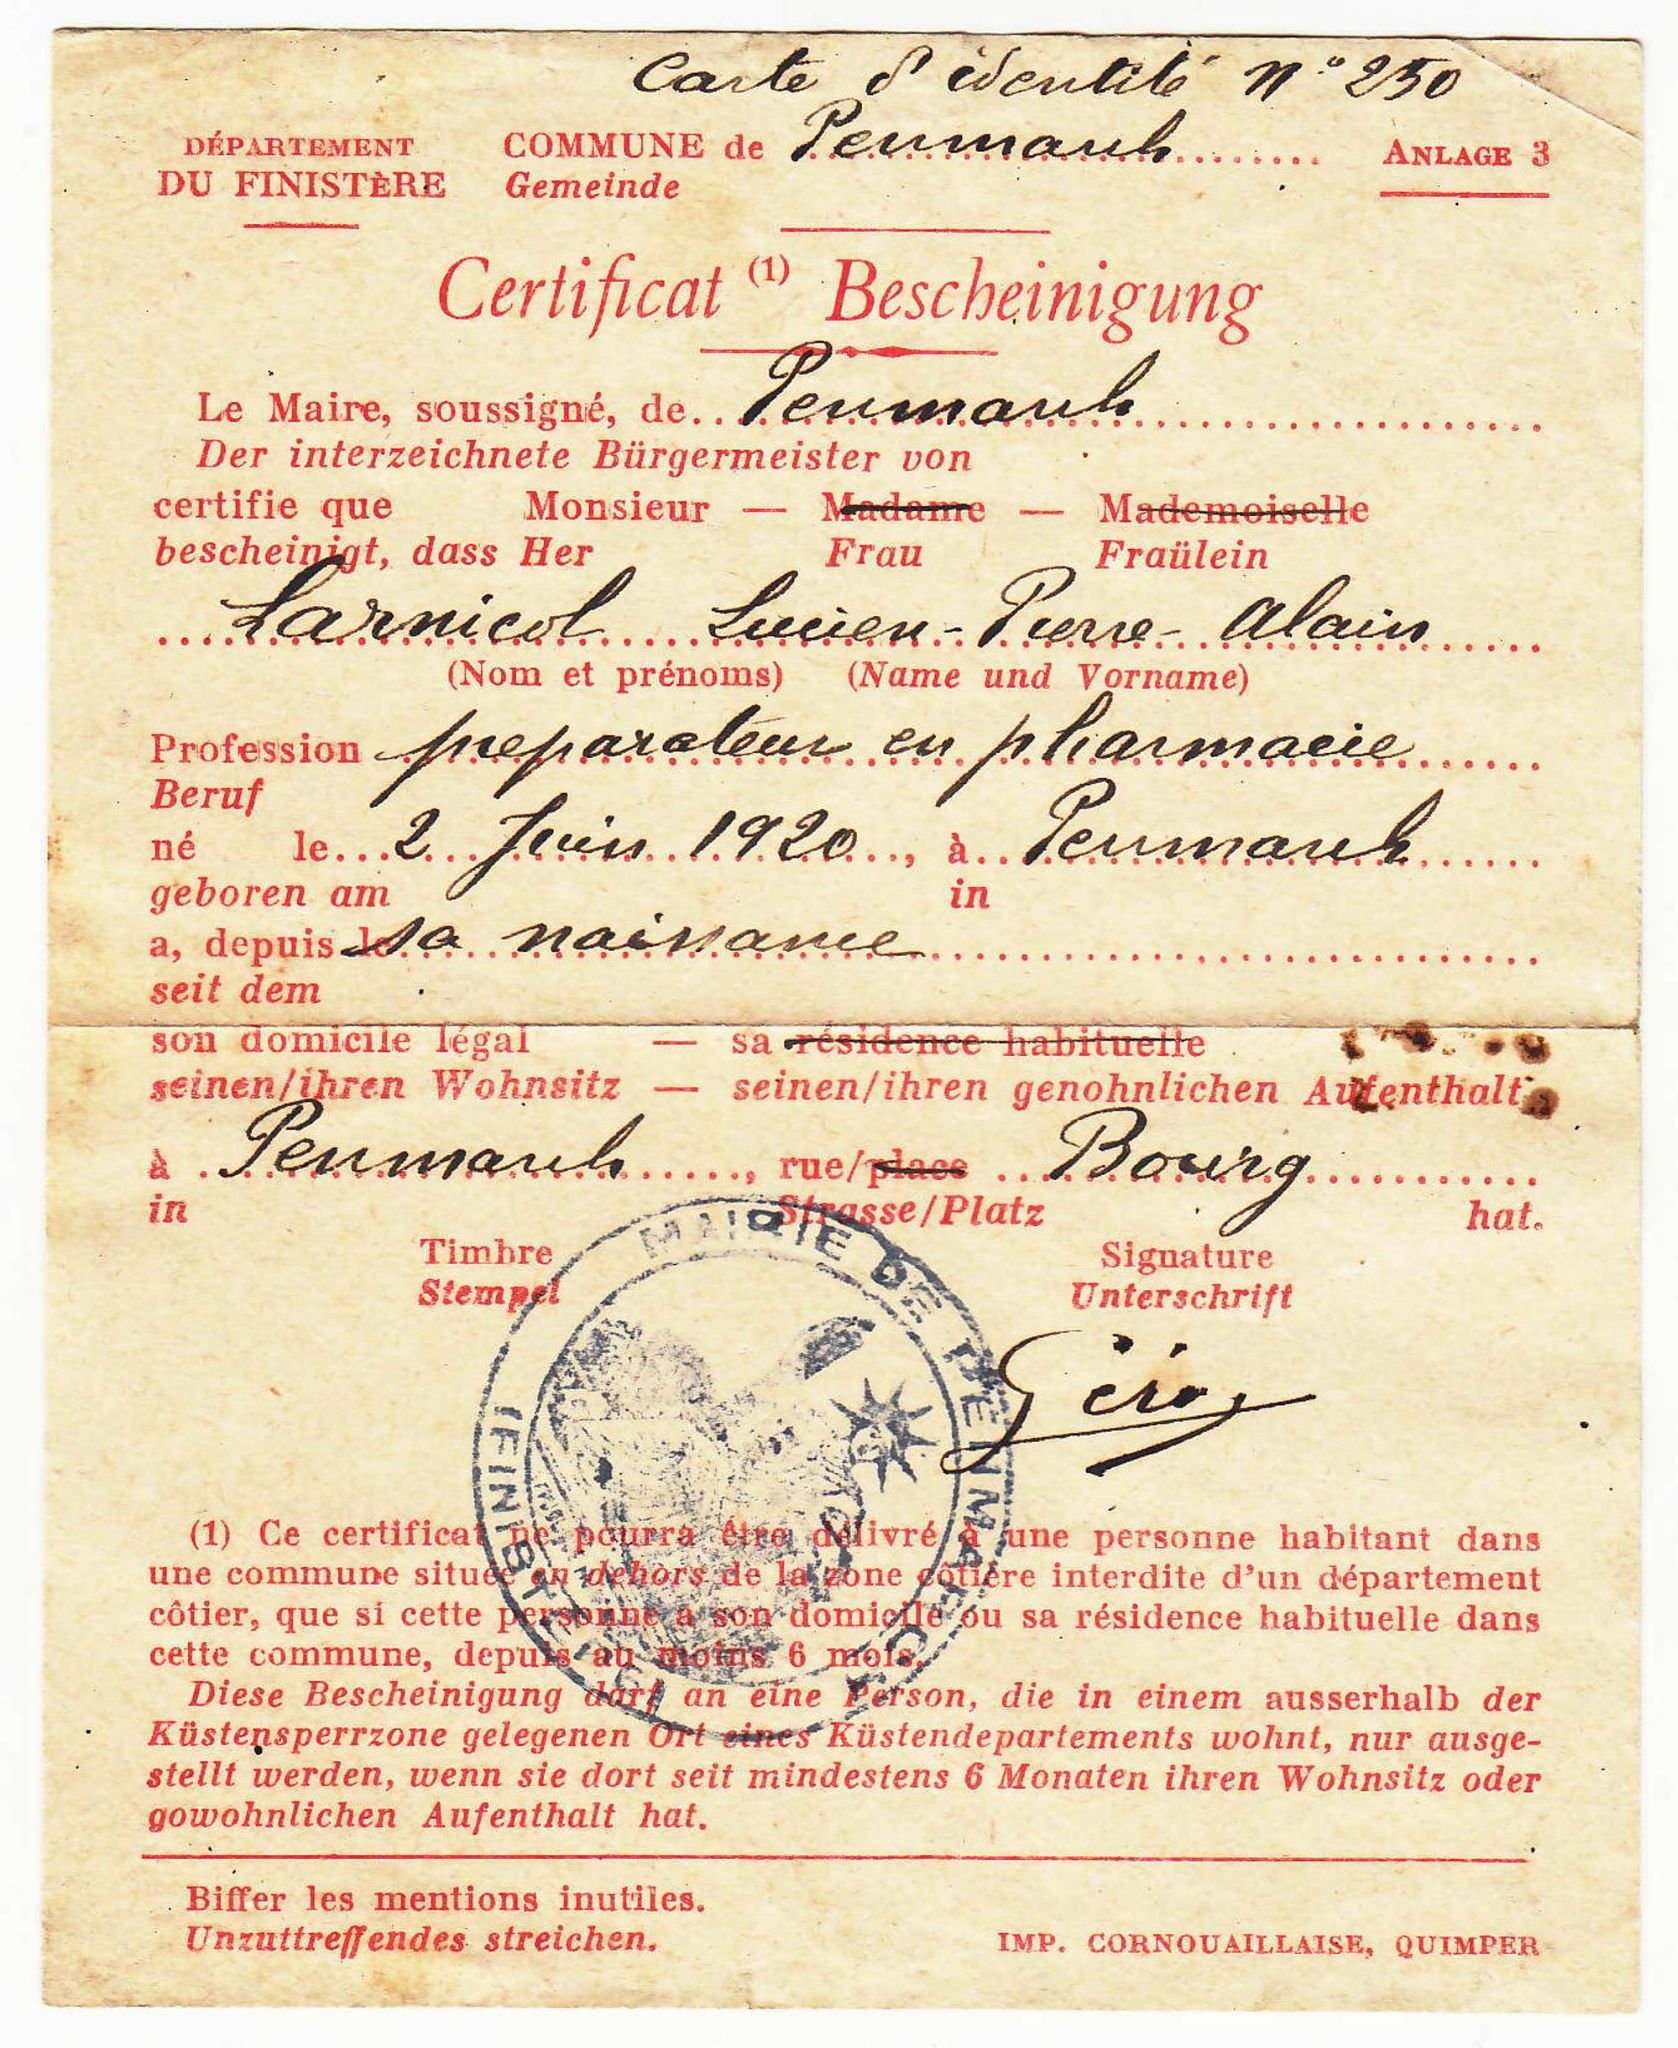 Carte d'identité n° 250
DÉPARTEMENT COMMUNE de Penmarch ANLAGE 3
DU FINISTÈRE Gemeinde
Certificat (1) Bescheinigung
Le Maire, soussigné, de Penmarch
Der interzeichnete Bürgermeister von
certifie que Monsieur — Madame — Mademoiselle
bescheinigt, dass Her Frau Fraülein
Larnicol Lucien-Pierre-Alain
(Nom et prénoms) (Name und Vorname)
Profession preparateur en pharmacie
Beruf
né le 2 Juin 1920, à Penmarch
geboren am in
a, depuis le sa naissance
seit dem
son domicile légal — sa résidence habituelle
seinen/ihren Wohnsitz — seinen/ihren genohnlichen Aufenthalt
à Penmarch, rue/place Bourg
in Strasse/Platz hat.
Timbre Signature
Stempel Unterschrift
MAIRIE DE PENMARCH
(FINISTÈRE)
(1) Ce certificat ne pourra être délivré à une personne habitant dans
une commune située en dehors de la zone côtière interdite d'un département
côtier, que si cette personne a son domicile ou sa résidence habituelle dans
cette commune, depuis au moins 6 mois.
Diese Bescheinigung darf an eine Person, die in einem ausserhalb der
Küstensperrzone gelegenen Ort eines Küstendepartements wohnt, nur ausge-
stellt werden, wenn sie dort seit mindestens 6 Monaten ihren Wohnsitz oder
gowohnlichen Aufenthalt hat.
Biffer les mentions inutiles.
Unzuttreffendes streichen.
IMP. CORNOUAILLAISE, QUIMPER